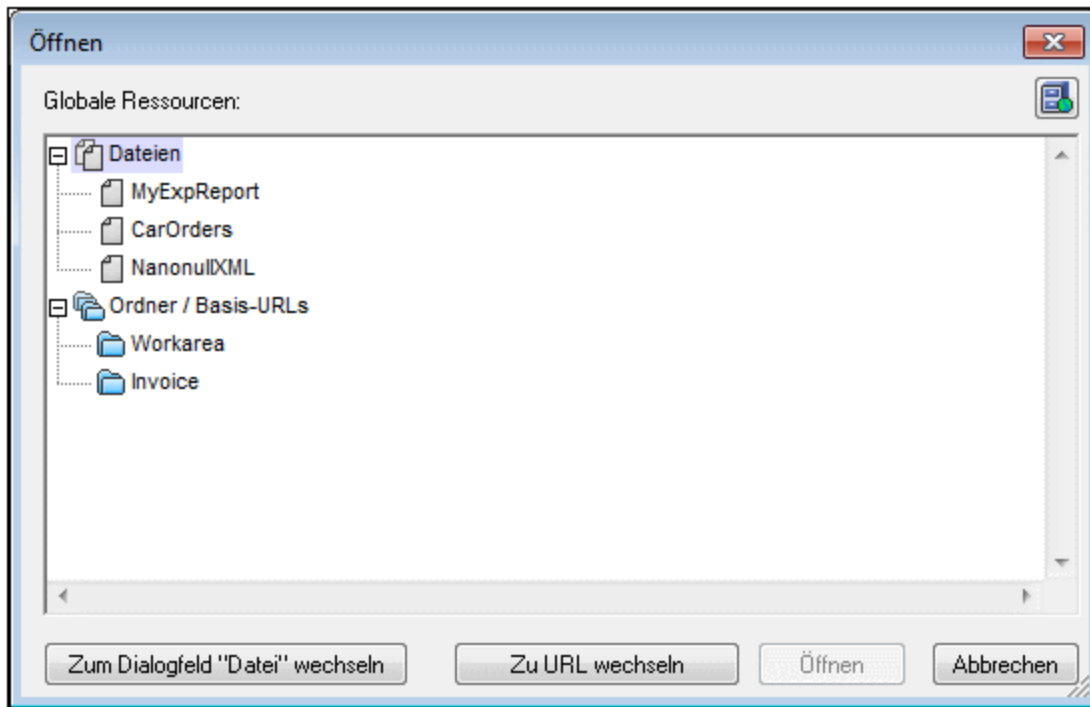 Öffnen
Globale Ressourcen:
Dateien
MyExpReport
CarOrders
NanonullXML
Ordner / Basis-URLs
Workarea
Invoice
Zum Dialogfeld "Datei" wechseln Zu URL wechseln Öffnen Abbrechen